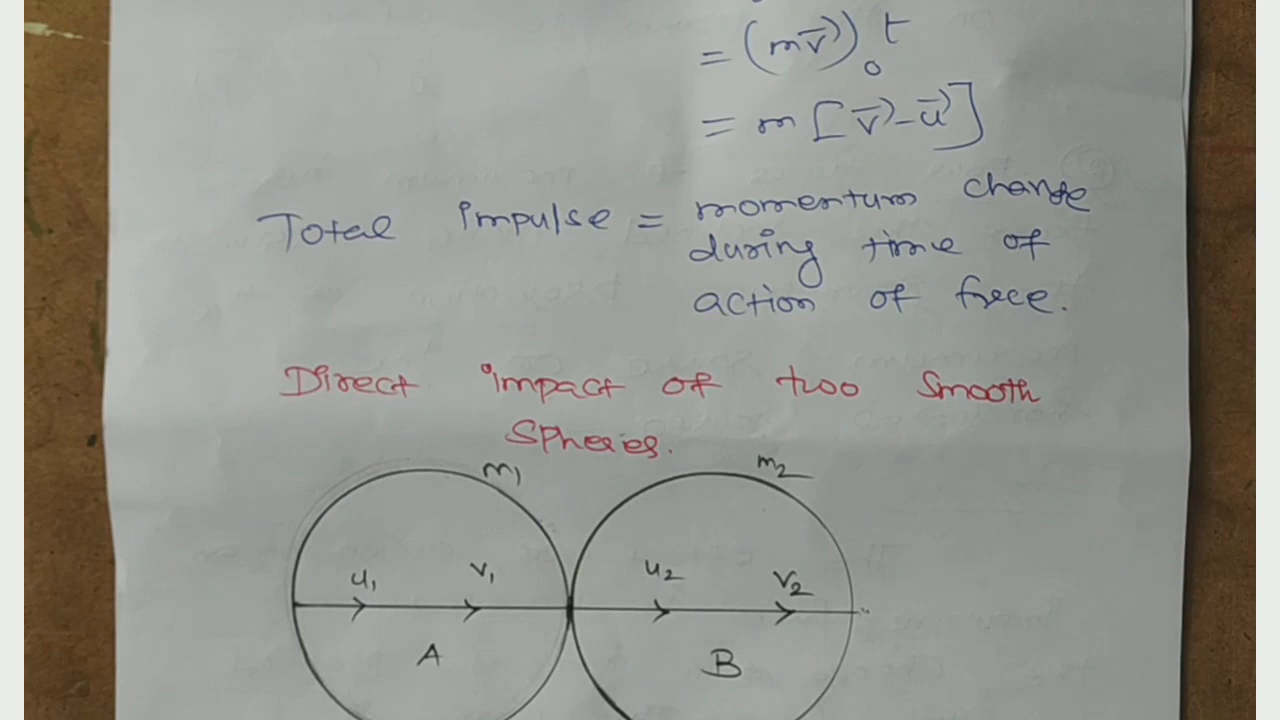 = (mv⃗)₀ᵗ
= m [v⃗ - u⃗]
Total impulse = momentum change
during time of
action of frece.
Direct impact of two smooth
spheres.
m₁ m₂
u₁ v₁ u₂ v₂
A B